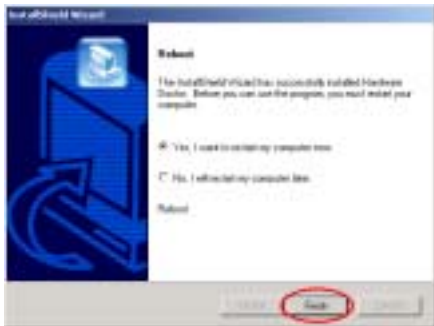 InstallShield Wizard
Reboot
The InstallShield Wizard has successfully installed Hardware
Doctor. Before you can use the program, you must restart your
computer.
Yes, I want to restart my computer now.
No, I will restart my computer later.
Reboot
Finish